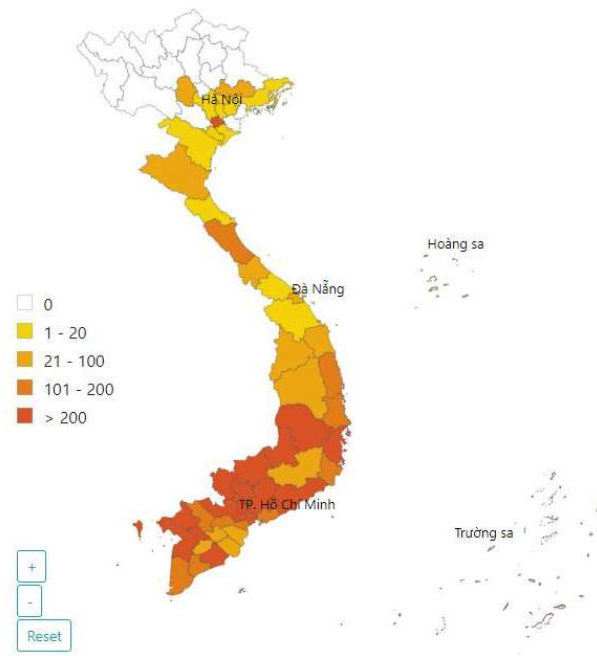 Hà Nội
Hoàng sa
Đà Nẵng
0
1 - 20
21 - 100
101 - 200
> 200
TP. Hồ Chí Minh
Trường sa
+
-
Reset